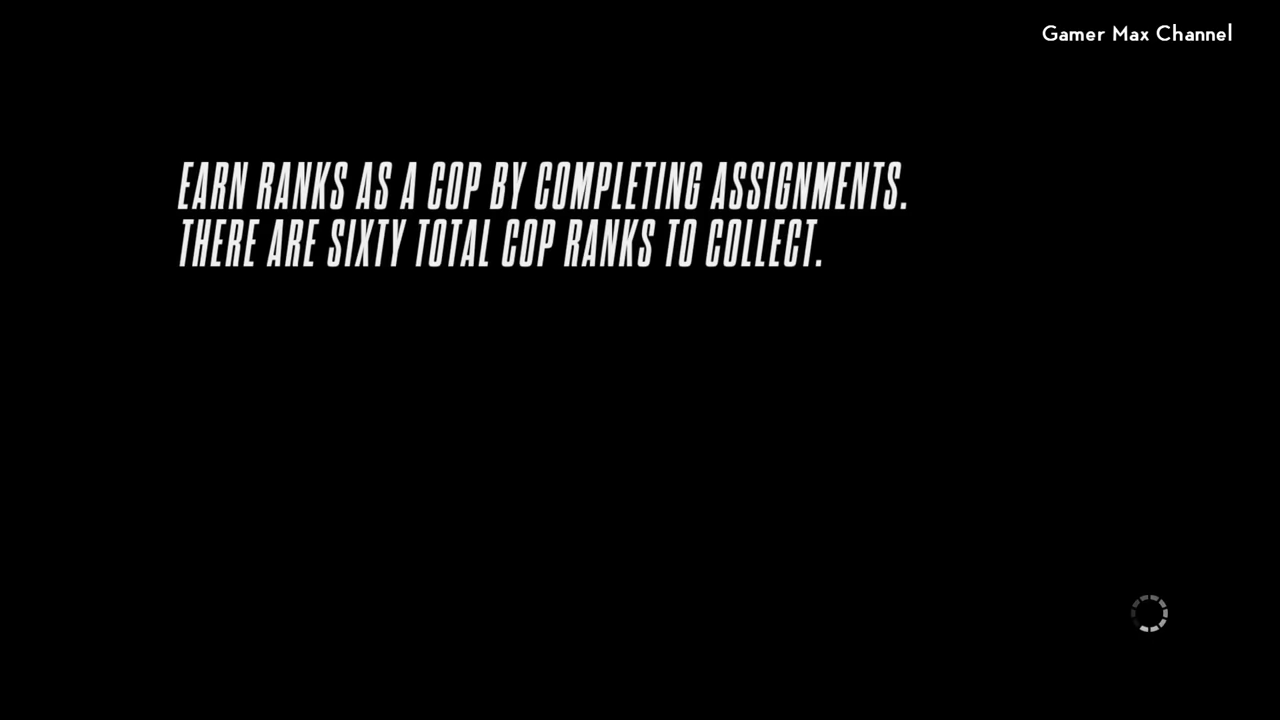 Gamer Max Channel
EARN RANKS AS A COP BY COMPLETING ASSIGNMENTS.
THERE ARE SIXTY TOTAL COP RANKS TO COLLECT.